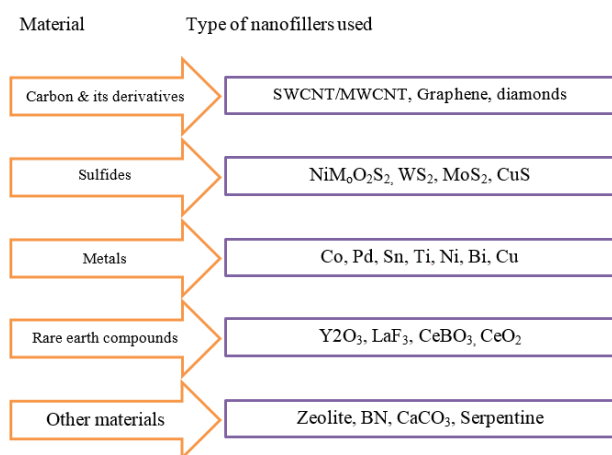 Material Type of nanofillers used
Carbon & its derivatives SWCNT/MWCNT, Graphene, diamonds
Sulfides NiMₒO₂S₂, WS₂, MoS₂, CuS
Metals Co, Pd, Sn, Ti, Ni, Bi, Cu
Rare earth compounds Y2O₃, LaF₃, CeBO₃, CeO₂
Other materials Zeolite, BN, CaCO₃, Serpentine